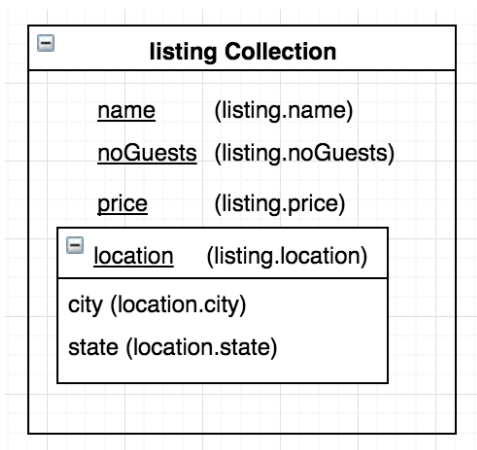 listing Collection
name (listing.name)
noGuests (listing.noGuests)
price (listing.price)
location (listing.location)
city (location.city)
state (location.state)